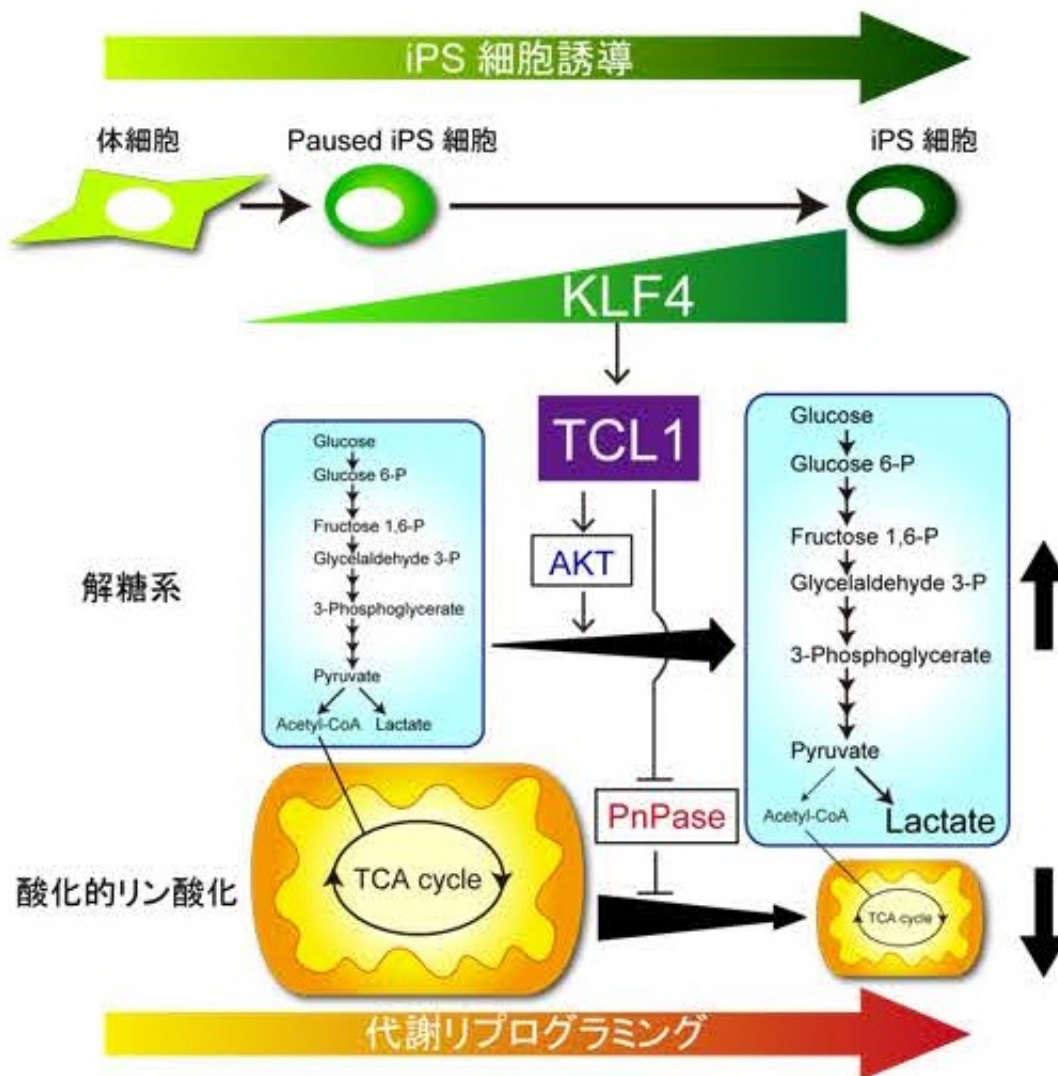 iPS 細胞誘導
体細胞
Paused iPS 細胞
iPS 細胞
KLF4
TCL1
AKT
PnPase
解糖系
Glucose
Glucose 6-P
Fructose 1,6-P
Glycelaldehyde 3-P
3-Phosphoglycerate
Pyruvate
Acetyl-CoA Lactate
Glucose
Glucose 6-P
Fructose 1,6-P
Glycelaldehyde 3-P
3-Phosphoglycerate
Pyruvate
Acetyl-CoA Lactate
酸化的リン酸化
TCA cycle
TCA cycle
代謝リプログラミング